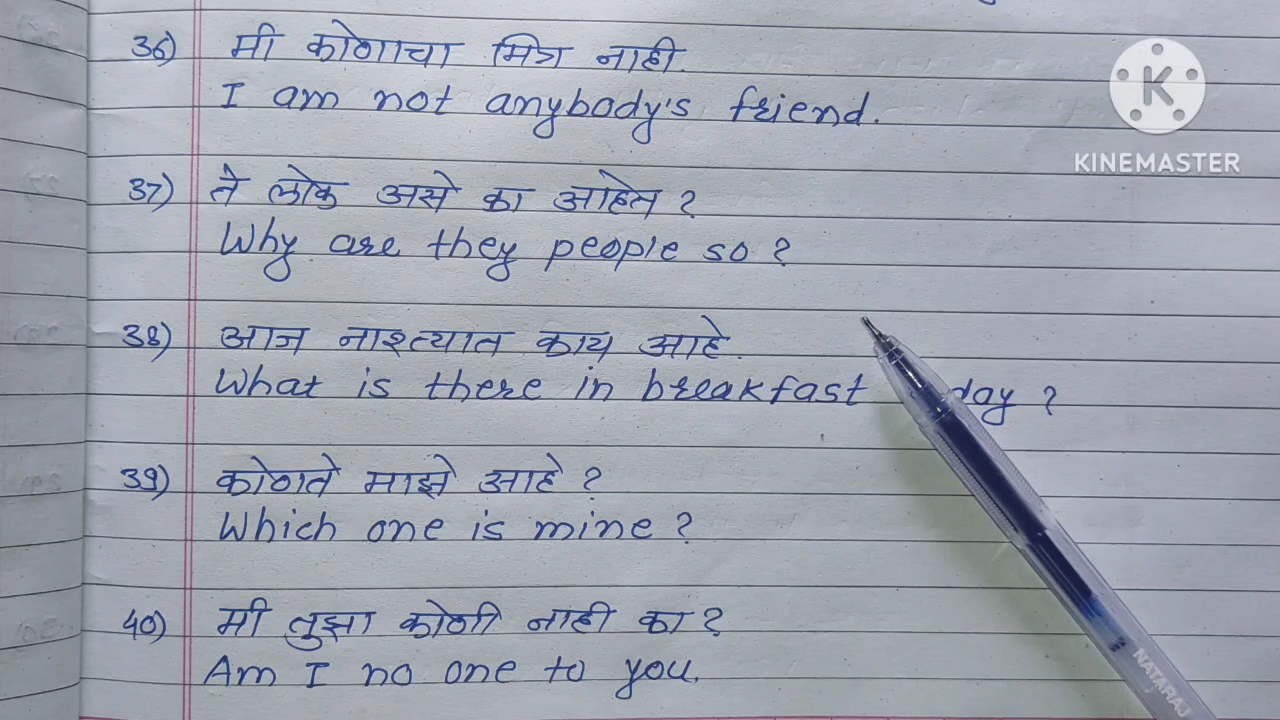 36) मी कोणाचा मित्र नाही.
I am not anybody's friend.
K
KINEMASTER
37) ते लोक असे का आहेत ?
Why are they people so ?
38) आज नाश्त्यात काय आहे.
What is there in breakfast day ?
39) कोणते माझे आहे ?
Which one is mine ?
40) मी तुझा कोणी नाही का ?
Am I no one to you.
NATARAJ